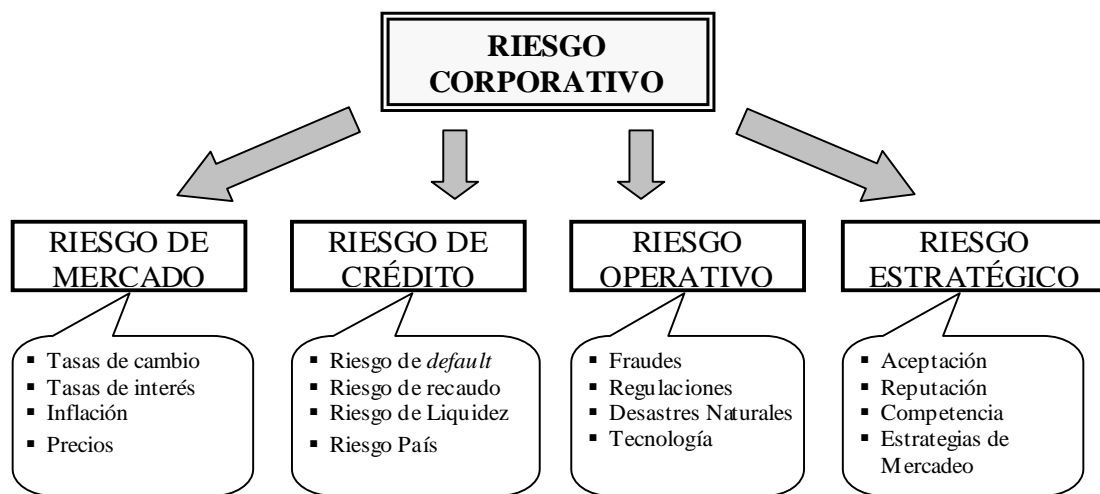 RIESGO
CORPORATIVO
RIESGO DE
MERCADO
RIESGO DE
CRÉDITO
RIESGO
OPERATIVO
RIESGO
ESTRATÉGICO
▪ Tasas de cambio
▪ Tasas de interés
▪ Inflación
▪ Precios
▪ Riesgo de default
▪ Riesgo de recaudo
▪ Riesgo de Liquidez
▪ Riesgo País
▪ Fraudes
▪ Regulaciones
▪ Desastres Naturales
▪ Tecnología
▪ Aceptación
▪ Reputación
▪ Competencia
▪ Estrategias de
Mercadeo